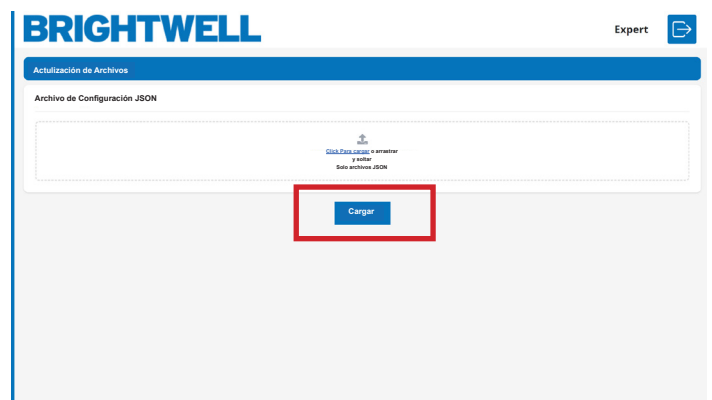 BRIGHTWELL
Expert
Actulización de Archivos
Archivo de Configuración JSON
Click Para cargar o arrastrar
y soltar
Solo archivos JSON
Cargar